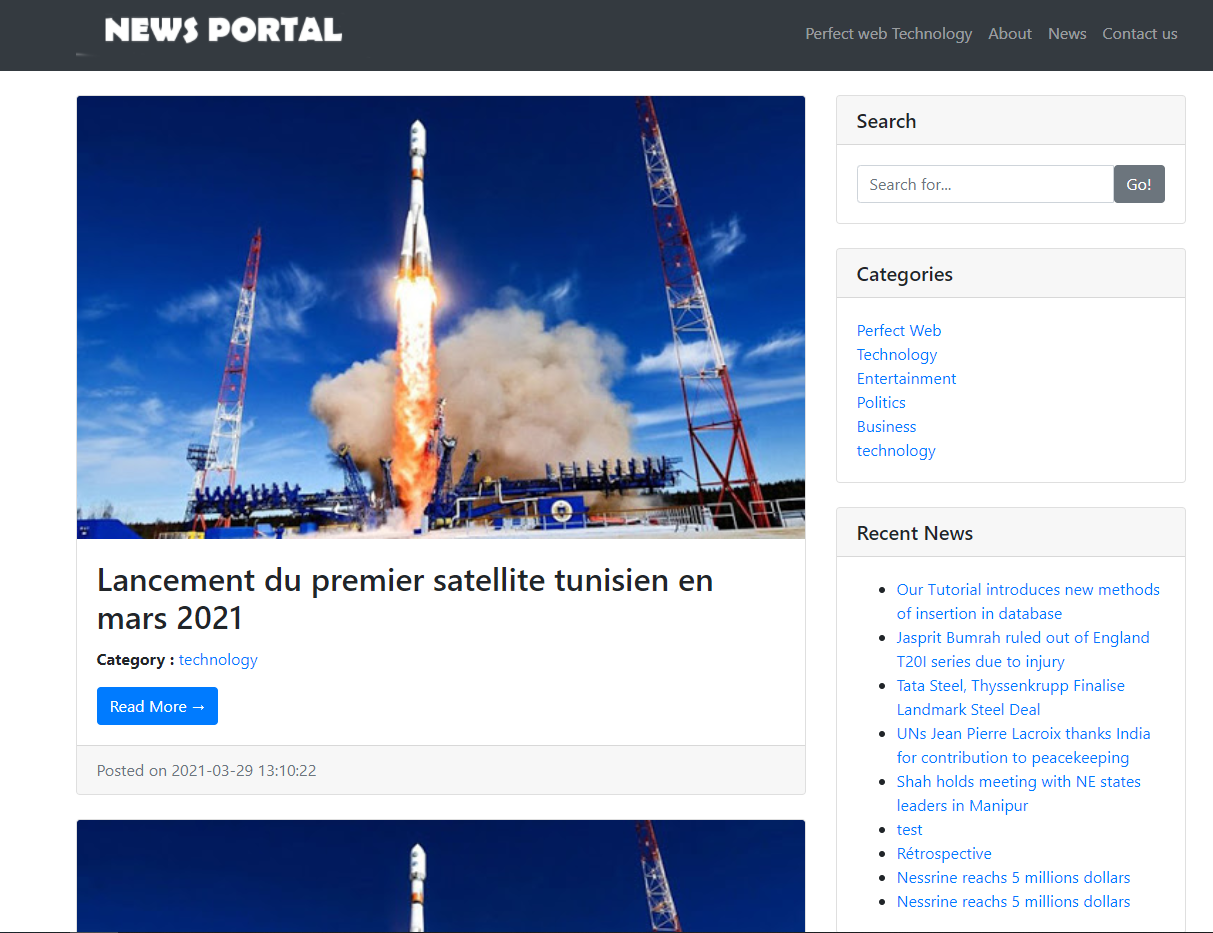 NEWS PORTAL
Perfect web Technology About News Contact us
Lancement du premier satellite tunisien en
mars 2021
Category : technology
Read More →
Posted on 2021-03-29 13:10:22
Search
Search for... Go!
Categories
Perfect Web
Technology
Entertainment
Politics
Business
technology
Recent News
Our Tutorial introduces new methods
of insertion in database
Jasprit Bumrah ruled out of England
T20I series due to injury
Tata Steel, Thyssenkrupp Finalise
Landmark Steel Deal
UNs Jean Pierre Lacroix thanks India
for contribution to peacekeeping
Shah holds meeting with NE states
leaders in Manipur
test
Rétrospective
Nessrine reachs 5 millions dollars
Nessrine reachs 5 millions dollars